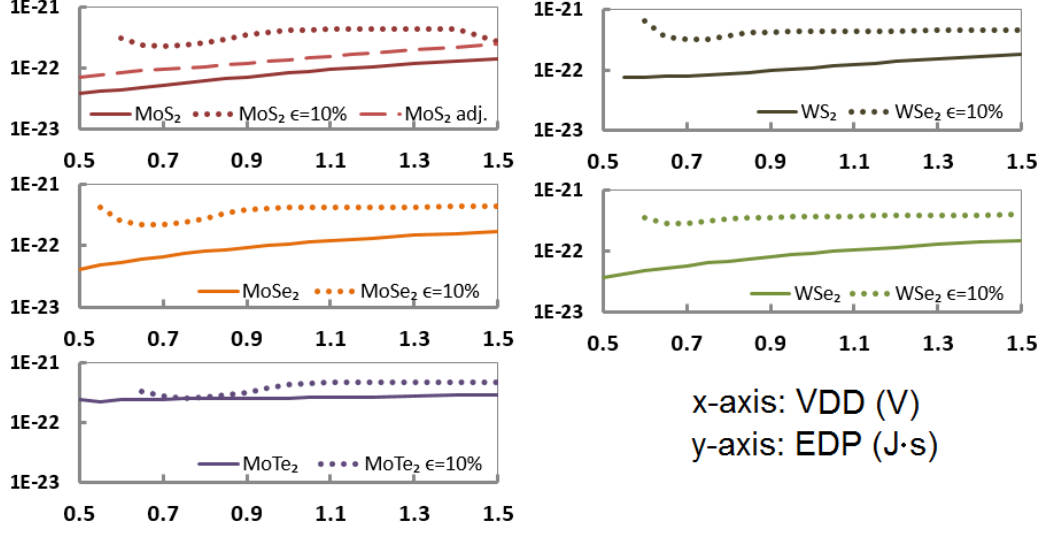 1E-21
1E-22
1E-23
MoS₂ MoS₂ ϵ=10% MoS₂ adj.
0.5 0.7 0.9 1.1 1.3 1.5
1E-21
1E-22
1E-23
WS₂ WSe₂ ϵ=10%
0.5 0.7 0.9 1.1 1.3 1.5
1E-21
1E-22
1E-23
MoSe₂ MoSe₂ ϵ=10%
0.5 0.7 0.9 1.1 1.3 1.5
1E-21
1E-22
1E-23
WSe₂ WSe₂ ϵ=10%
0.5 0.7 0.9 1.1 1.3 1.5
1E-21
1E-22
1E-23
MoTe₂ MoTe₂ ϵ=10%
0.5 0.7 0.9 1.1 1.3 1.5
x-axis: VDD (V)
y-axis: EDP (J·s)